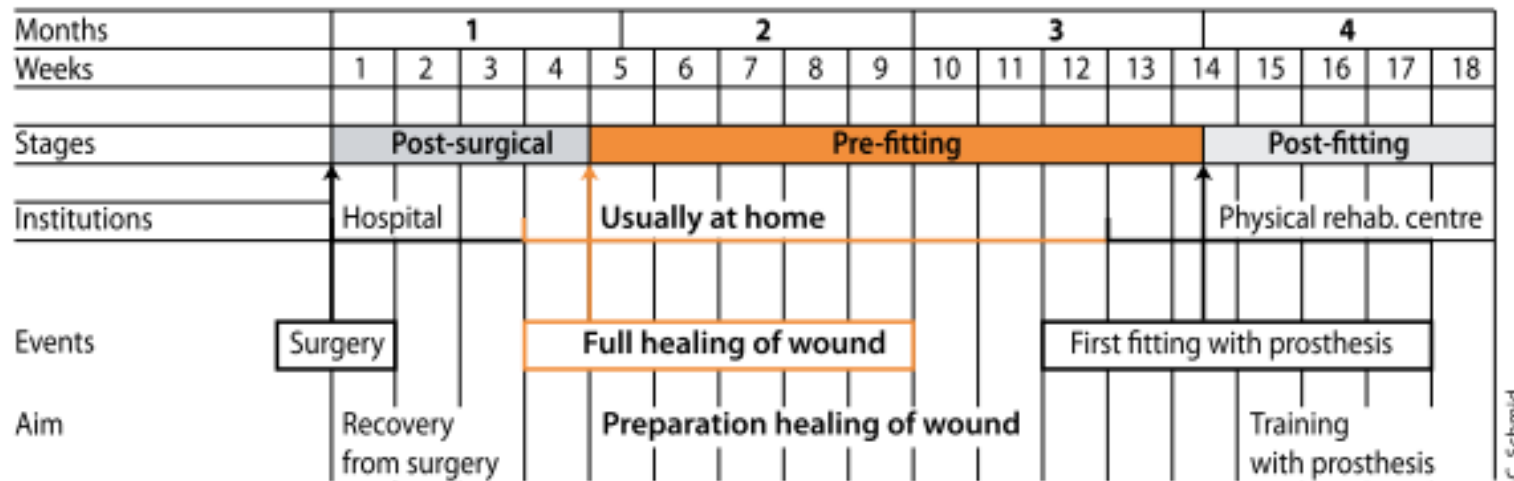 Months 1 2 3 4
Weeks 1 2 3 4 5 6 7 8 9 10 11 12 13 14 15 16 17 18
Stages Post-surgical Pre-fitting Post-fitting
Institutions Hospital Usually at home Physical rehab. centre
Events Surgery Full healing of wound First fitting with prosthesis
Aim Recovery Preparation healing of wound Training
from surgery with prosthesis
C. Schmid